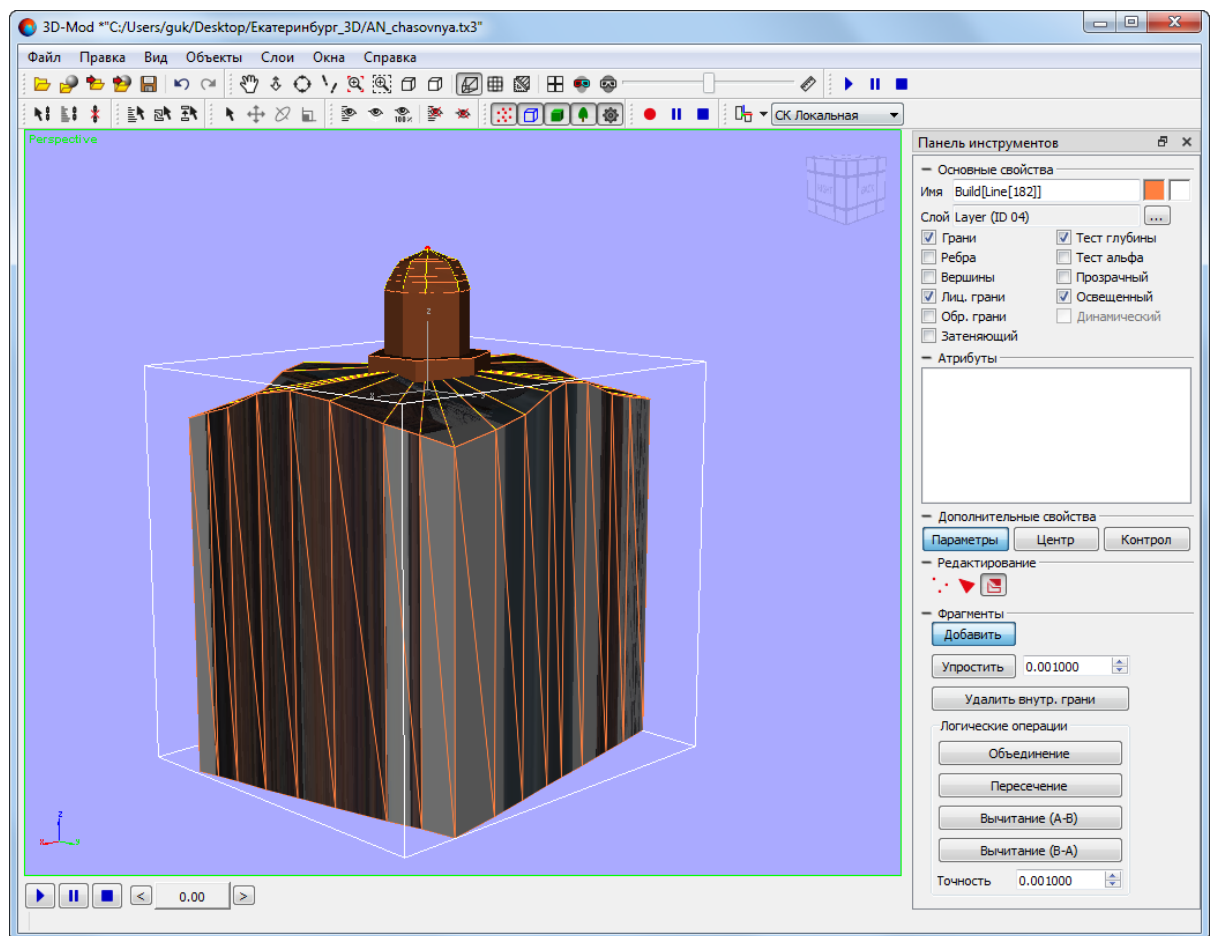 3D-Mod *"C:/Users/guk/Desktop/Екатеринбург_3D/AN_chasovnya.tx3"
Файл Правка Вид Объекты Слои Окна Справка
100%
СК Локальная
Perspective
Панель инструментов
Основные свойства
Имя Build[Line[182]]
Слой Layer (ID 04)
...
Грани Тест глубины
Ребра Тест альфа
Вершины Прозрачный
Лиц. грани Освещенный
Обр. грани Динамический
Затеняющий
Атрибуты
Дополнительные свойства
Параметры Центр Контрол
Редактирование
Фрагменты
Добавить
Упростить 0.001000
Удалить внутр. грани
Логические операции
Объединение
Пересечение
Вычитание (A-B)
Вычитание (B-A)
Точность 0.001000
z
x
z
< 0.00 >